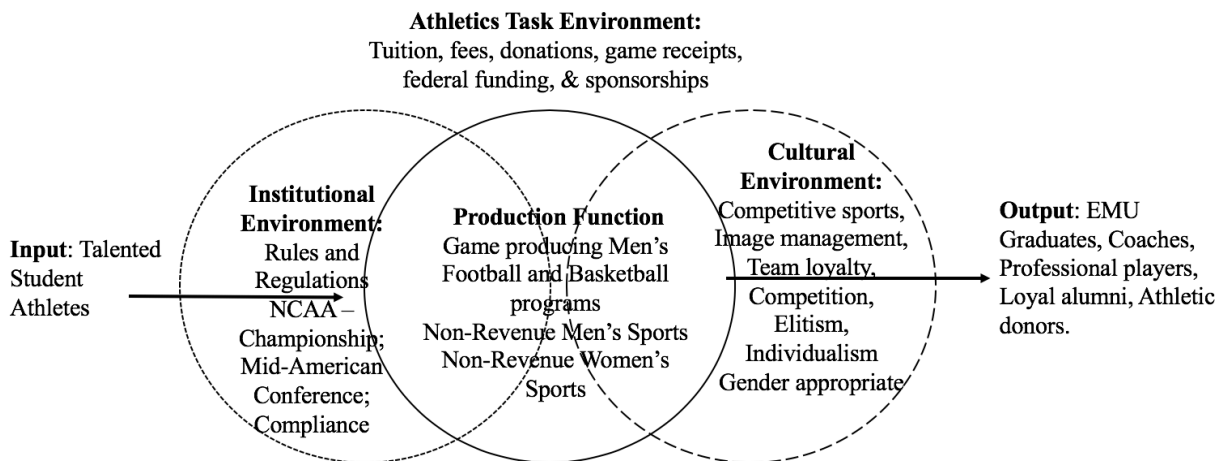 Athletics Task Environment:
Tuition, fees, donations, game receipts,
federal funding, & sponsorships
Input: Talented
Student
Athletes
Institutional
Environment:
Rules and
Regulations
NCAA –
Championship;
Mid-American
Conference;
Compliance
Production Function
Game producing Men’s
Football and Basketball
programs
Non-Revenue Men’s Sports
Non-Revenue Women’s
Sports
Cultural
Environment:
Competitive sports,
Image management,
Team loyalty,
Competition,
Elitism,
Individualism
Gender appropriate
Output: EMU
Graduates, Coaches,
Professional players,
Loyal alumni, Athletic
donors.